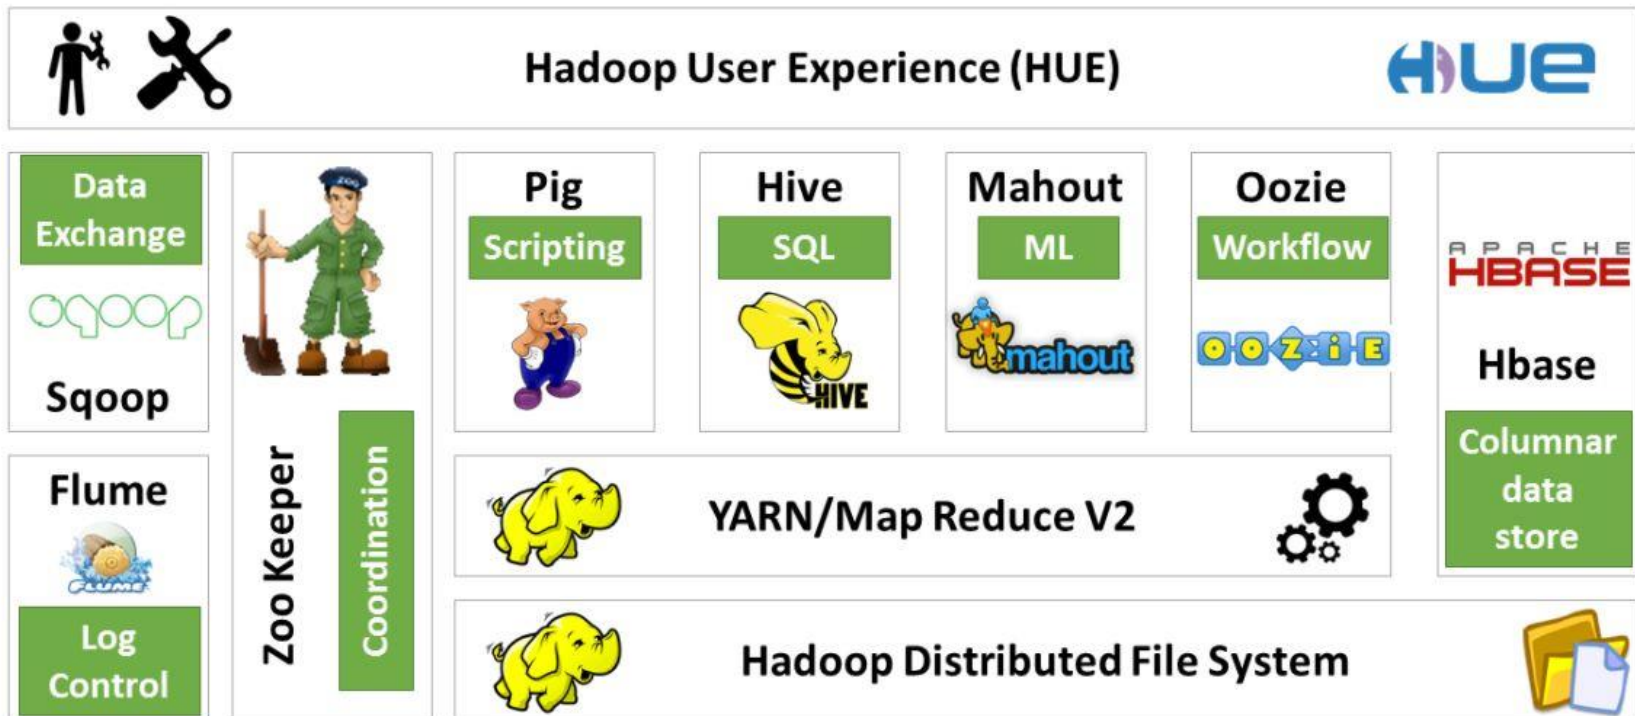 Hadoop User Experience (HUE)
HUE
Data
Exchange
sqoop
Sqoop
Flume
FLUME
Log
Control
ZOO
Zoo Keeper
Coordination
Pig
Scripting
Hive
SQL
HIVE
Mahout
ML
mahout
Oozie
Workflow
OOZiE
APACHE
HBASE
Hbase
Columnar
data
store
YARN/Map Reduce V2
Hadoop Distributed File System